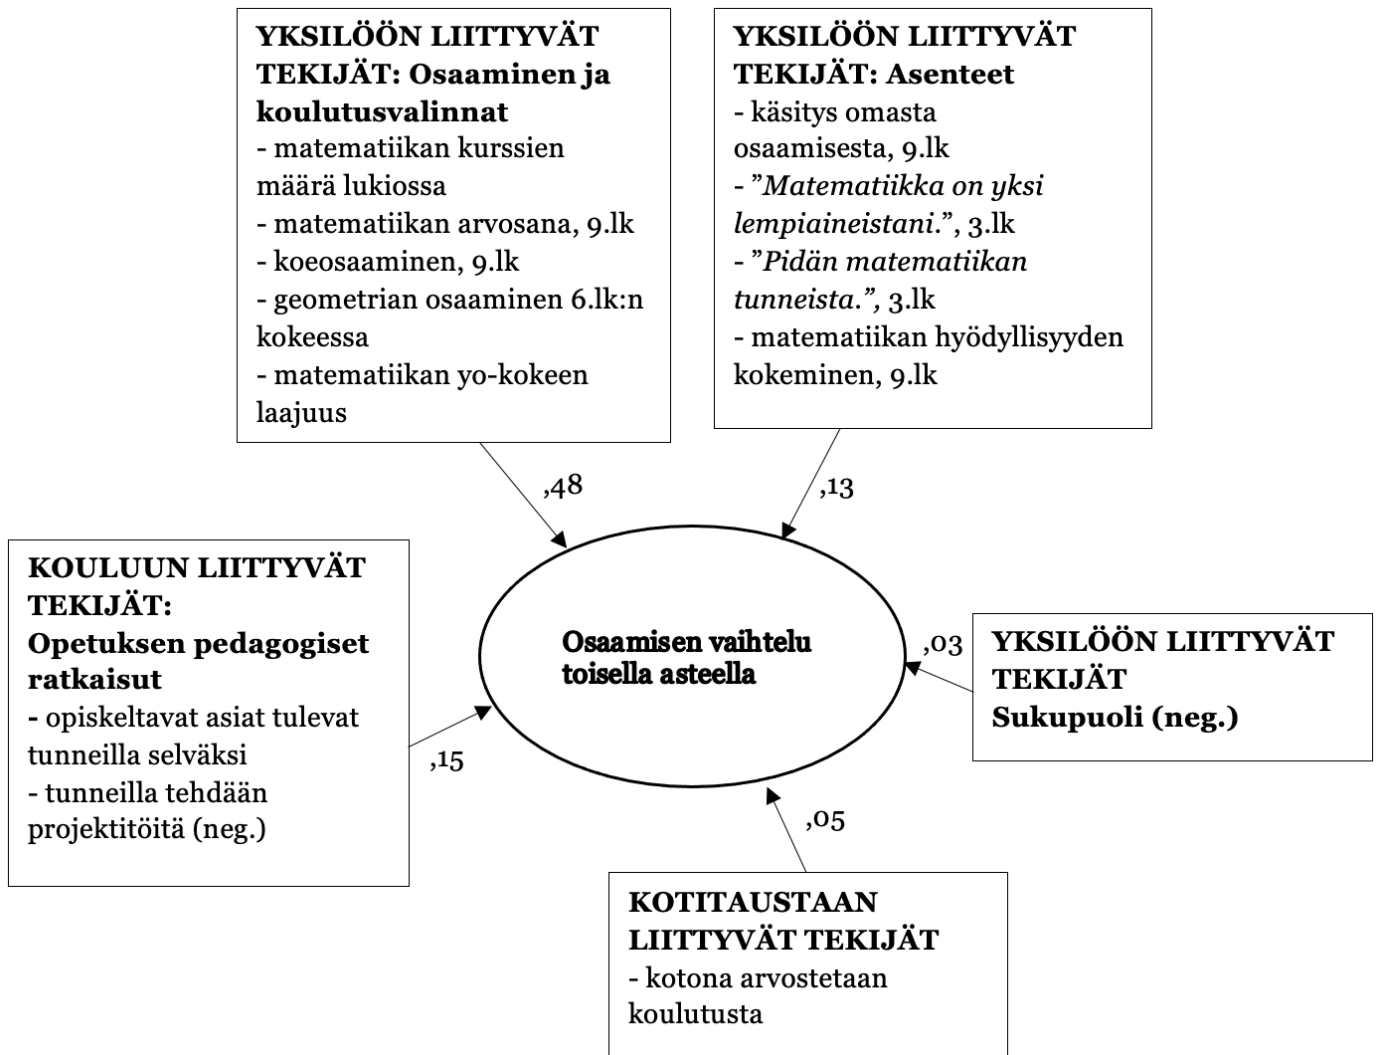 YKSILÖÖN LIITTYVÄT
TEKIJÄT: Osaaminen ja
koulutusvalinnat
- matematiikan kurssien
määrä lukiossa
- matematiikan arvosana, 9.lk
- koeosaaminen, 9.lk
- geometrian osaaminen 6.lk:n
kokeessa
- matematiikan yo-kokeen
laajuus
YKSILÖÖN LIITTYVÄT
TEKIJÄT: Asenteet
- käsitys omasta
osaamisesta, 9.lk
- ”Matematiikka on yksi
lempiaineistani.”, 3.lk
- ”Pidän matematiikan
tunneista.”, 3.lk
- matematiikan hyödyllisyyden
kokeminen, 9.lk
,48
,13
KOULUUN LIITTYVÄT
TEKIJÄT:
Opetuksen pedagogiset
ratkaisut
- opiskeltavat asiat tulevat
tunneilla selväksi
- tunneilla tehdään
projektitöitä (neg.)
,15
Osaamisen vaihtelu
toisella asteella
,03
YKSILÖÖN LIITTYVÄT
TEKIJÄT
Sukupuoli (neg.)
,05
KOTITAUSTAAN
LIITTYVÄT TEKIJÄT
- kotona arvostetaan
koulutusta